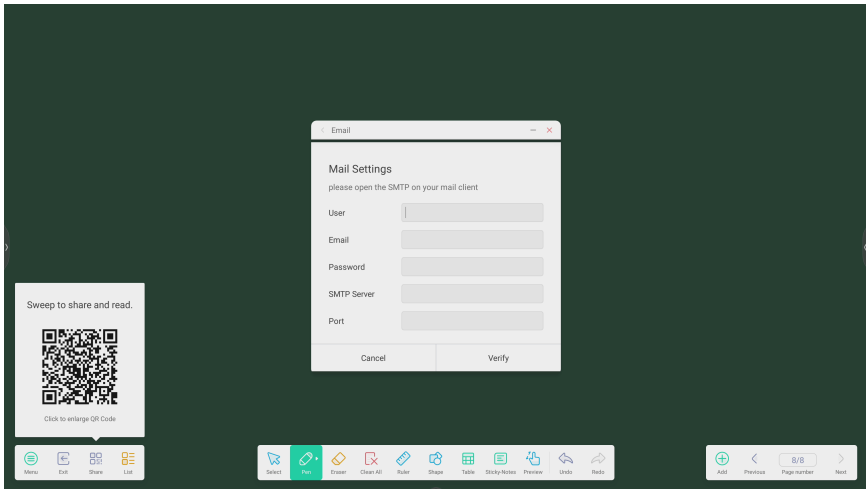 Email
Mail Settings
please open the SMTP on your mail client
User
Email
Password
SMTP Server
Port
Cancel
Verify
Sweep to share and read.
Click to enlarge QR Code
Menu
Exit
Share
List
Select
Pen
Eraser
Clean All
Ruler
Shape
Table
Sticky-Notes
Preview
Undo
Redo
Add
Previous
8/8
Page number
Next